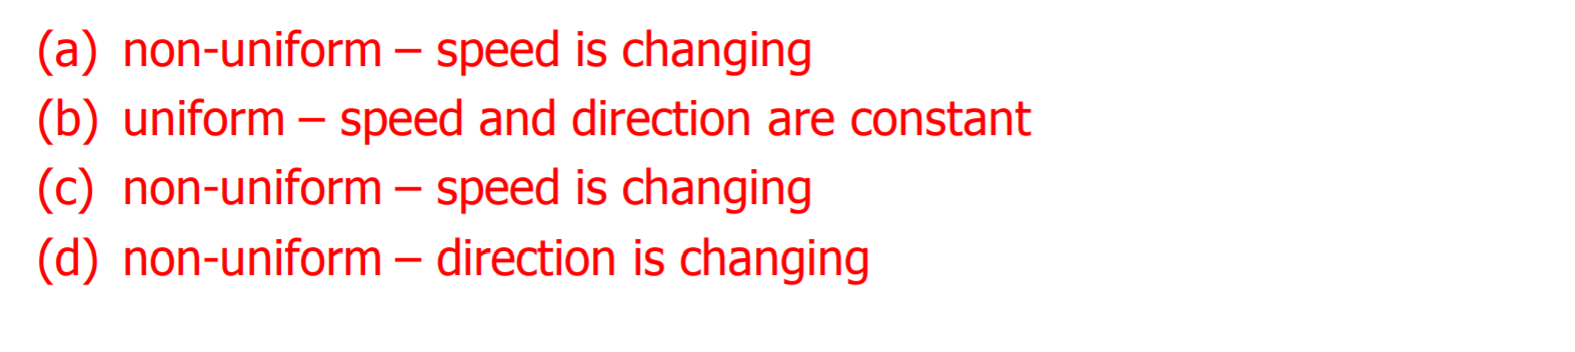 (a) non-uniform – speed is changing
(b) uniform – speed and direction are constant
(c) non-uniform – speed is changing
(d) non-uniform – direction is changing